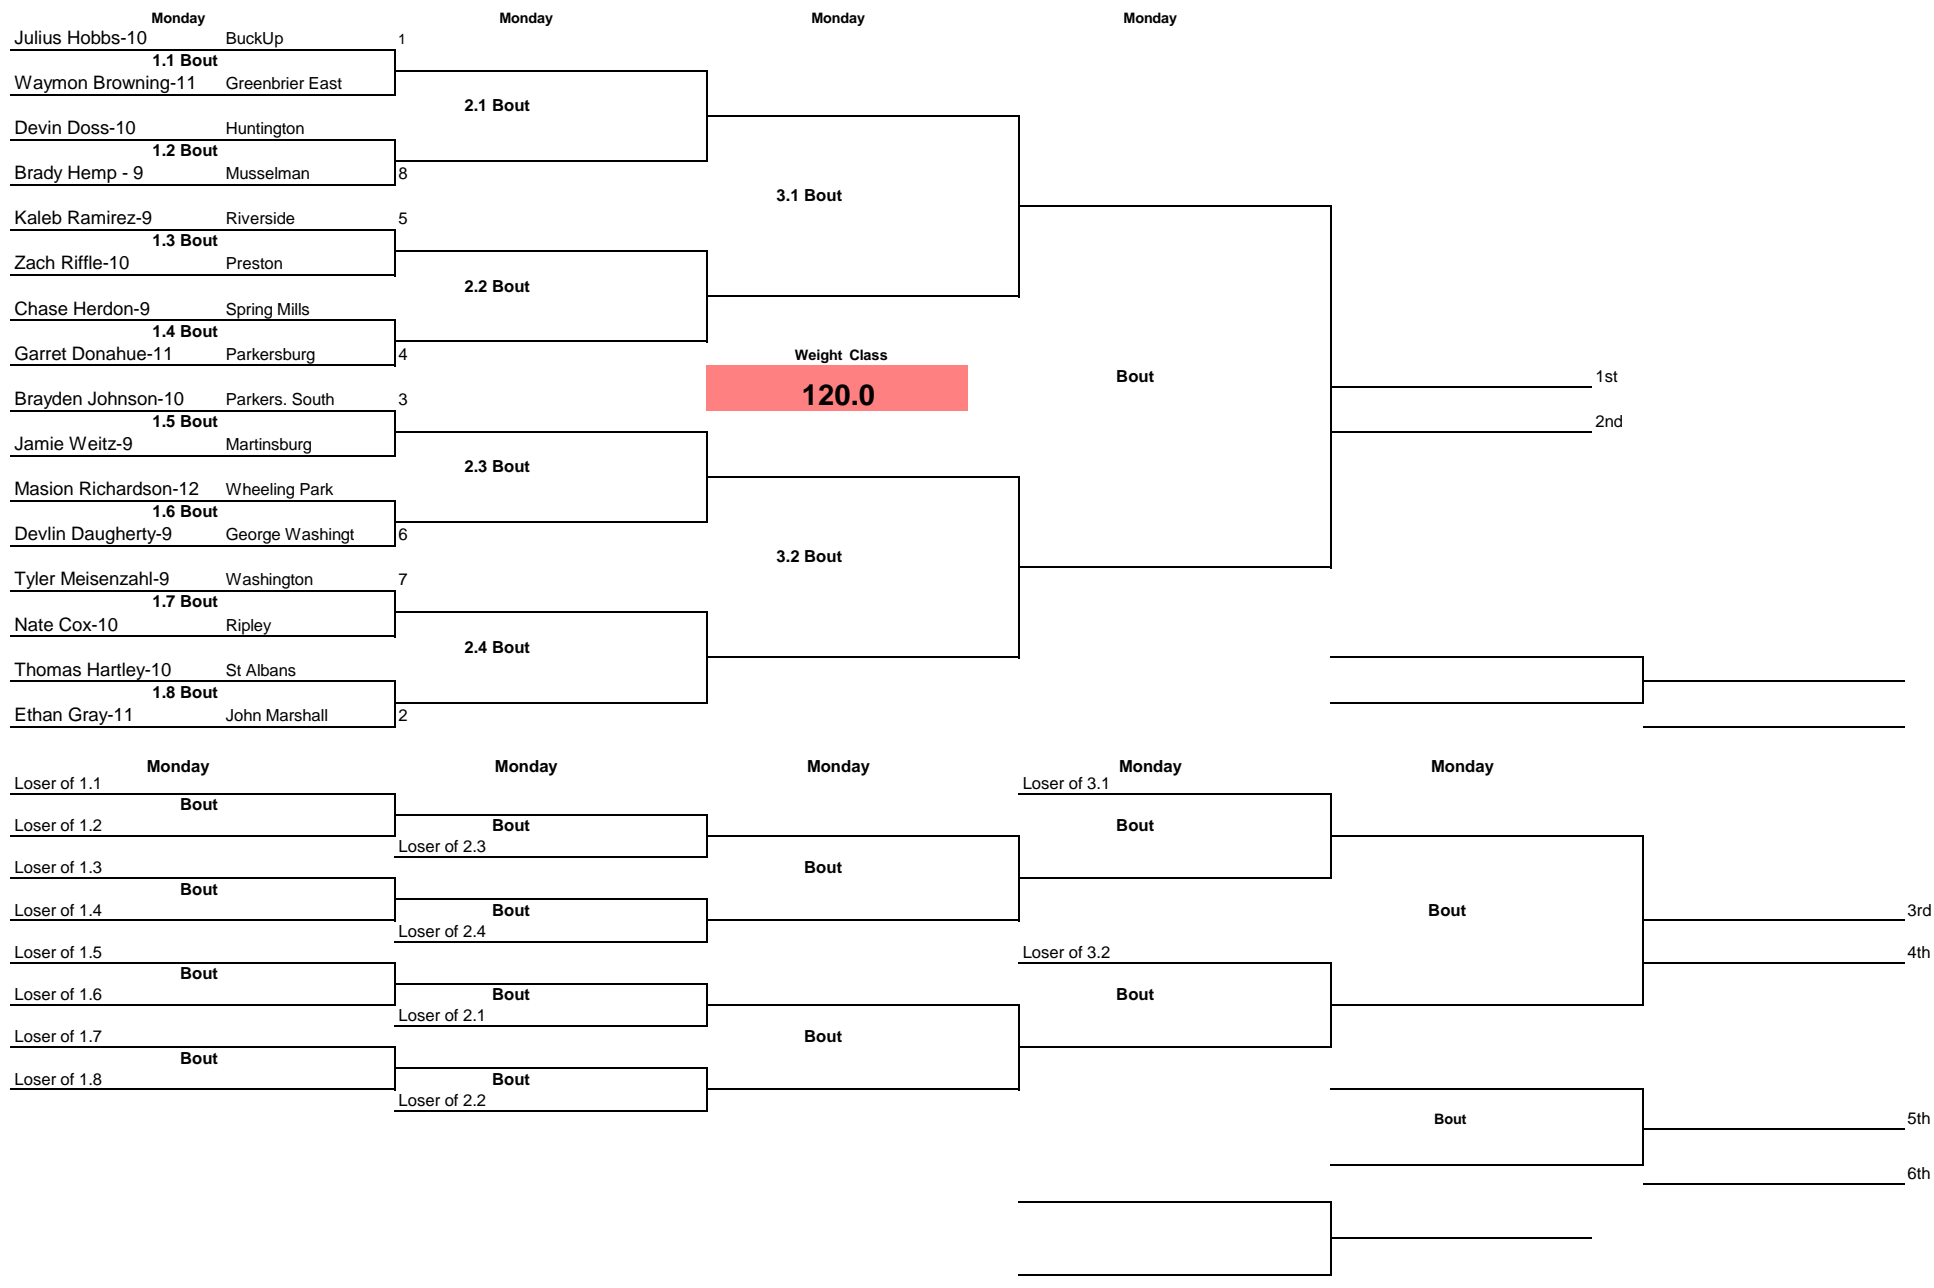 Monday Monday Monday Monday
Julius Hobbs-10 BuckUp 1
1.1 Bout
Waymon Browning-11 Greenbrier East
2.1 Bout
Devin Doss-10 Huntington
1.2 Bout
Brady Hemp - 9 Musselman 8
3.1 Bout
Kaleb Ramirez-9 Riverside 5
1.3 Bout
Zach Riffle-10 Preston
2.2 Bout
Chase Herdon-9 Spring Mills
1.4 Bout
Garret Donahue-11 Parkersburg 4 Weight Class
Bout 1st
120.0
Brayden Johnson-10 Parkers. South 3
1.5 Bout 2nd
Jamie Weitz-9 Martinsburg
2.3 Bout
Masion Richardson-12 Wheeling Park
1.6 Bout
Devlin Daugherty-9 George Washingt 6
3.2 Bout
Tyler Meisenzahl-9 Washington 7
1.7 Bout
Nate Cox-10 Ripley
2.4 Bout
Thomas Hartley-10 St Albans
1.8 Bout
Ethan Gray-11 John Marshall 2
Monday Monday Monday Monday Monday
Loser of 1.1 Loser of 3.1
Bout
Loser of 1.2 Bout Bout
Loser of 2.3
Loser of 1.3 Bout
Bout
Loser of 1.4 Bout Bout 3rd
Loser of 2.4
Loser of 1.5 Loser of 3.2 4th
Bout
Loser of 1.6 Bout Bout
Loser of 2.1
Loser of 1.7 Bout
Bout
Loser of 1.8 Bout
Loser of 2.2
Bout 5th
6th